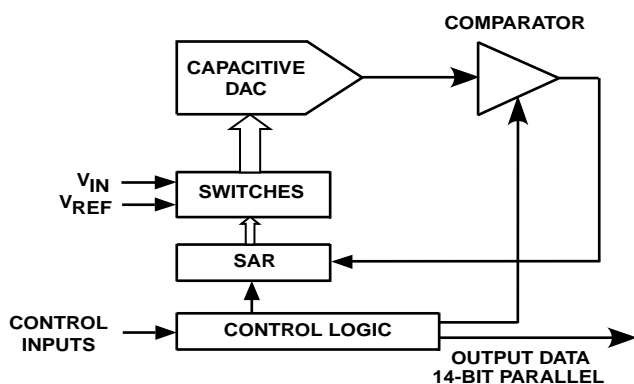 COMPARATOR
CAPACITIVE
DAC
VIN
VREF
SWITCHES
SAR
CONTROL
INPUTS
CONTROL LOGIC
OUTPUT DATA
14-BIT PARALLEL